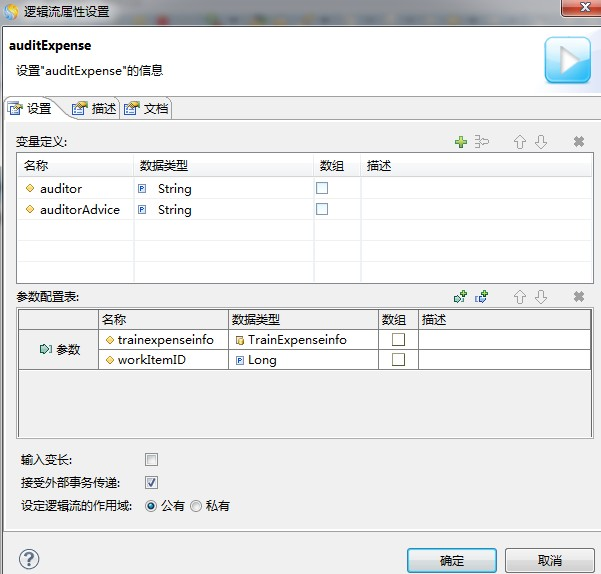 逻辑流属性设置
auditExpense
设置"auditExpense"的信息
设置 描述 文档
变量定义:
名称 数据类型 数组 描述
auditor P String
auditorAdvice P String
参数配置表:
名称 数据类型 数组 描述
参数
trainexpenseinfo TrainExpenseinfo
workItemID P Long
输入变长:
接受外部事务传递:
设定逻辑流的作用域: 公有 私有
? 确定 取消